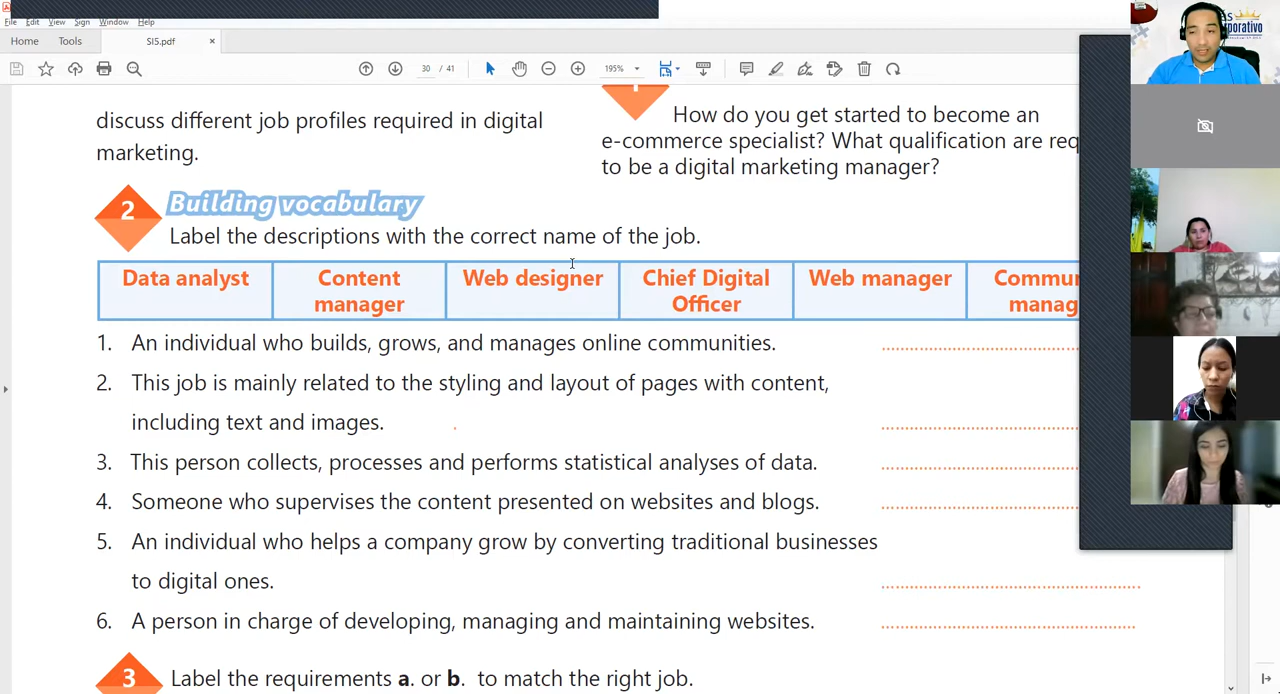 File Edit View Sign Window Help
Home Tools SI5.pdf ×
30 / 41 195%
discuss different job profiles required in digital
marketing.
How do you get started to become an
e-commerce specialist? What qualification are req
to be a digital marketing manager?
2 Building vocabulary
Label the descriptions with the correct name of the job.
Data analyst
Content
manager
Web designer
Chief Digital
Officer
Web manager
Commun
manag
1. An individual who builds, grows, and manages online communities.
2. This job is mainly related to the styling and layout of pages with content,
including text and images.
3. This person collects, processes and performs statistical analyses of data.
4. Someone who supervises the content presented on websites and blogs.
5. An individual who helps a company grow by converting traditional businesses
to digital ones.
6. A person in charge of developing, managing and maintaining websites.
3 Label the requirements a. or b. to match the right job.